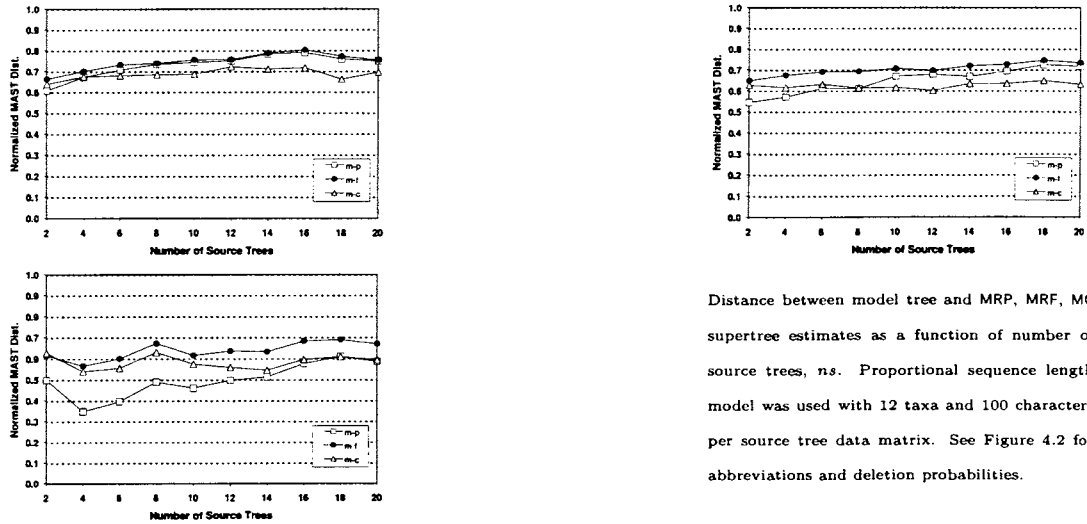 1.0
0.9
0.8
0.7
0.6
0.5
0.4
0.3
0.2
0.1
0.0
Normalized MAST Dist.
m-p
m-f
m-c
2 4 6 8 10 12 14 16 18 20
Number of Source Trees
1.0
0.9
0.8
0.7
0.6
0.5
0.4
0.3
0.2
0.1
0.0
Normalized MAST Dist.
m-p
m-f
m-c
2 4 6 8 10 12 14 16 18 20
Number of Source Trees
1.0
0.9
0.8
0.7
0.6
0.5
0.4
0.3
0.2
0.1
0.0
Normalized MAST Dist.
m-p
m-f
m-c
2 4 6 8 10 12 14 16 18 20
Number of Source Trees
Distance between model tree and MRP, MRF,
supertree estimates as a function of number
source trees, ns. Proportional sequence length
model was used with 12 taxa and 100 character
per source tree data matrix. See Figure 4.2
abbreviations and deletion probabilities.